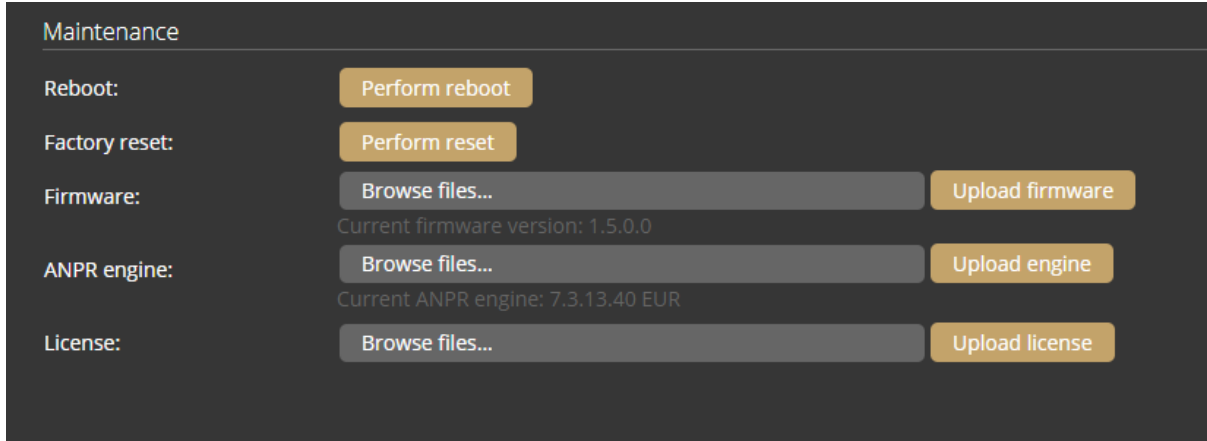 Maintenance
Reboot: Perform reboot
Factory reset: Perform reset
Firmware: Browse files... Upload firmware
Current firmware version: 1.5.0.0
ANPR engine: Browse files... Upload engine
Current ANPR engine: 7.3.13.40 EUR
License: Browse files... Upload license